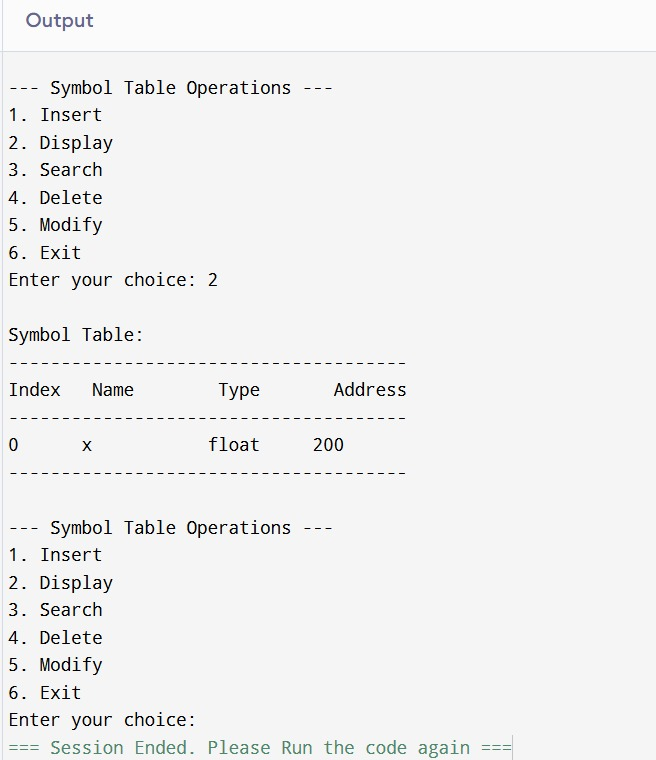 Output
--- Symbol Table Operations ---
1. Insert
2. Display
3. Search
4. Delete
5. Modify
6. Exit
Enter your choice: 2
Symbol Table:
--------------------------------------
Index   Name        Type       Address
--------------------------------------
0      x           float     200
--------------------------------------
--- Symbol Table Operations ---
1. Insert
2. Display
3. Search
4. Delete
5. Modify
6. Exit
Enter your choice:
=== Session Ended. Please Run the code again ===